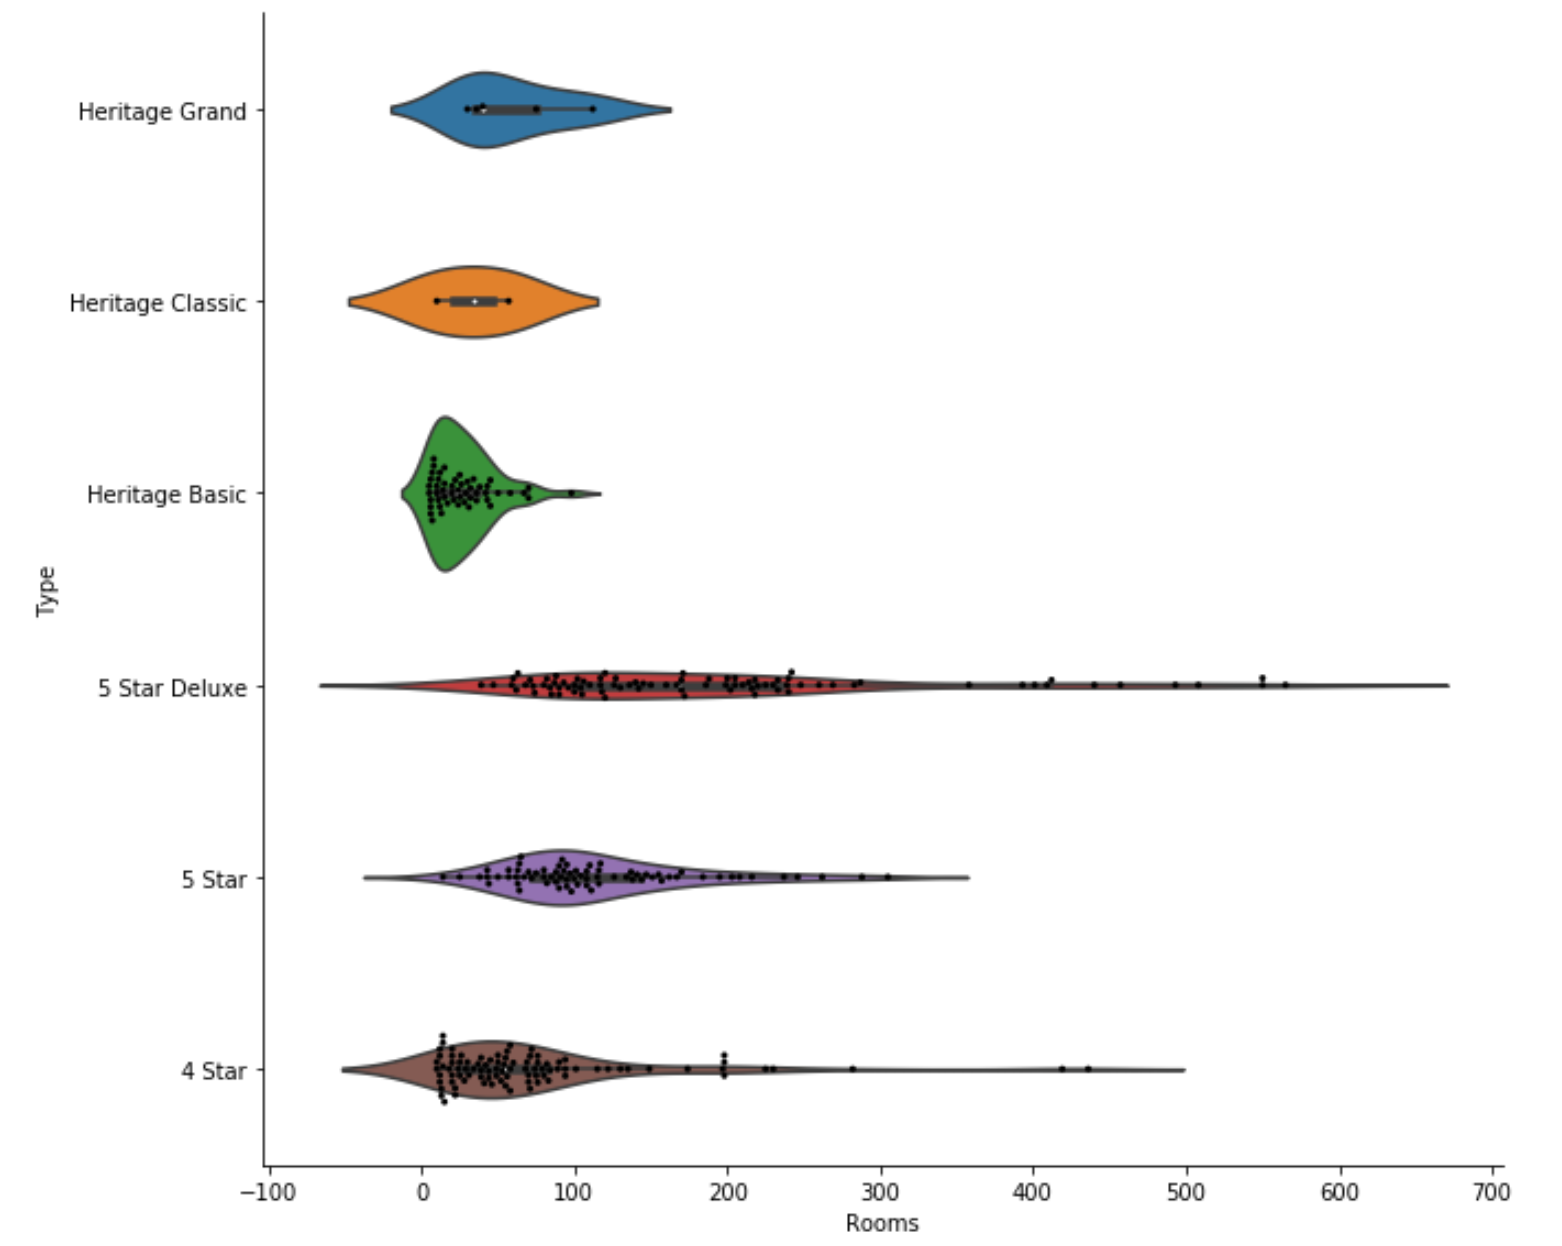 Heritage Grand
Heritage Classic
Heritage Basic
Type
5 Star Deluxe
5 Star
4 Star
−100 0 100 200 300 400 500 600 700
Rooms